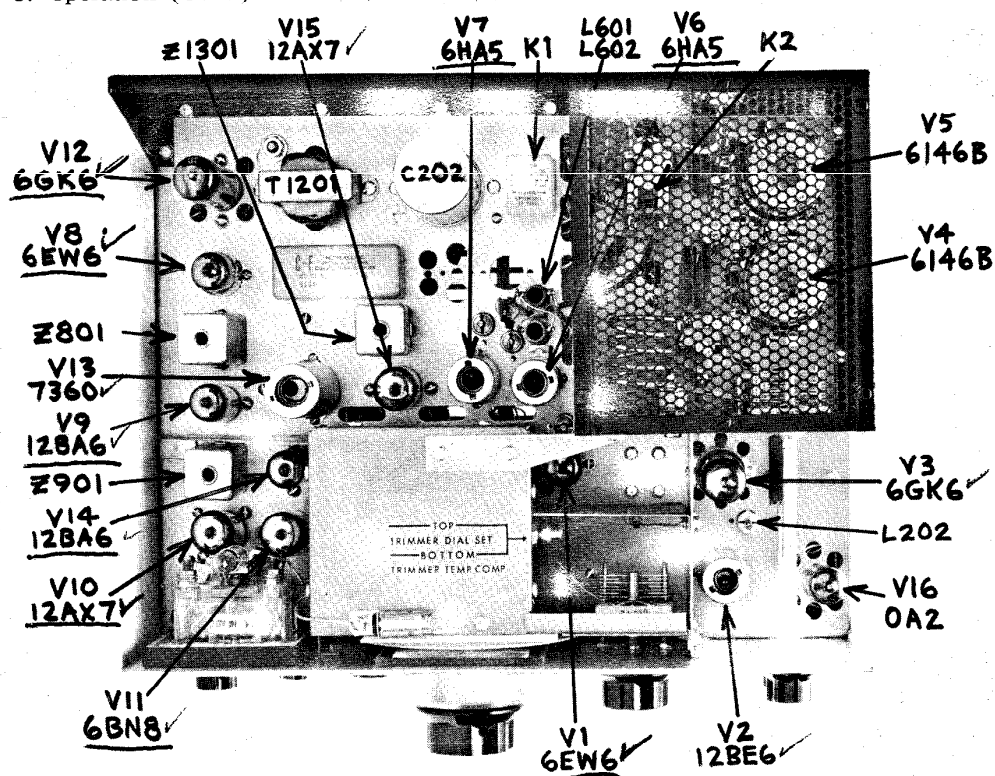 Z1301
V15
12AX7 ✓
V7
6HA5
K1
L601
L602
V6
6HA5
K2
V5
6146B
V4
6146B
V12
6GK6 ✓
V8
6EW6 ✓
Z801
V13
7360 ✓
V9
12BA6 ✓
Z901
V14
12BA6 ✓
V10
12AX7 ✓
V11
6BN8 ✓
T1201
C202
TOP
TRIMMER DIAL SET
BOTTOM
TRIMMER TEMP COMP
V3
6GK6 ✓
L202
V16
OA2
V1
6EW6 ✓
V2
12BE6 ✓